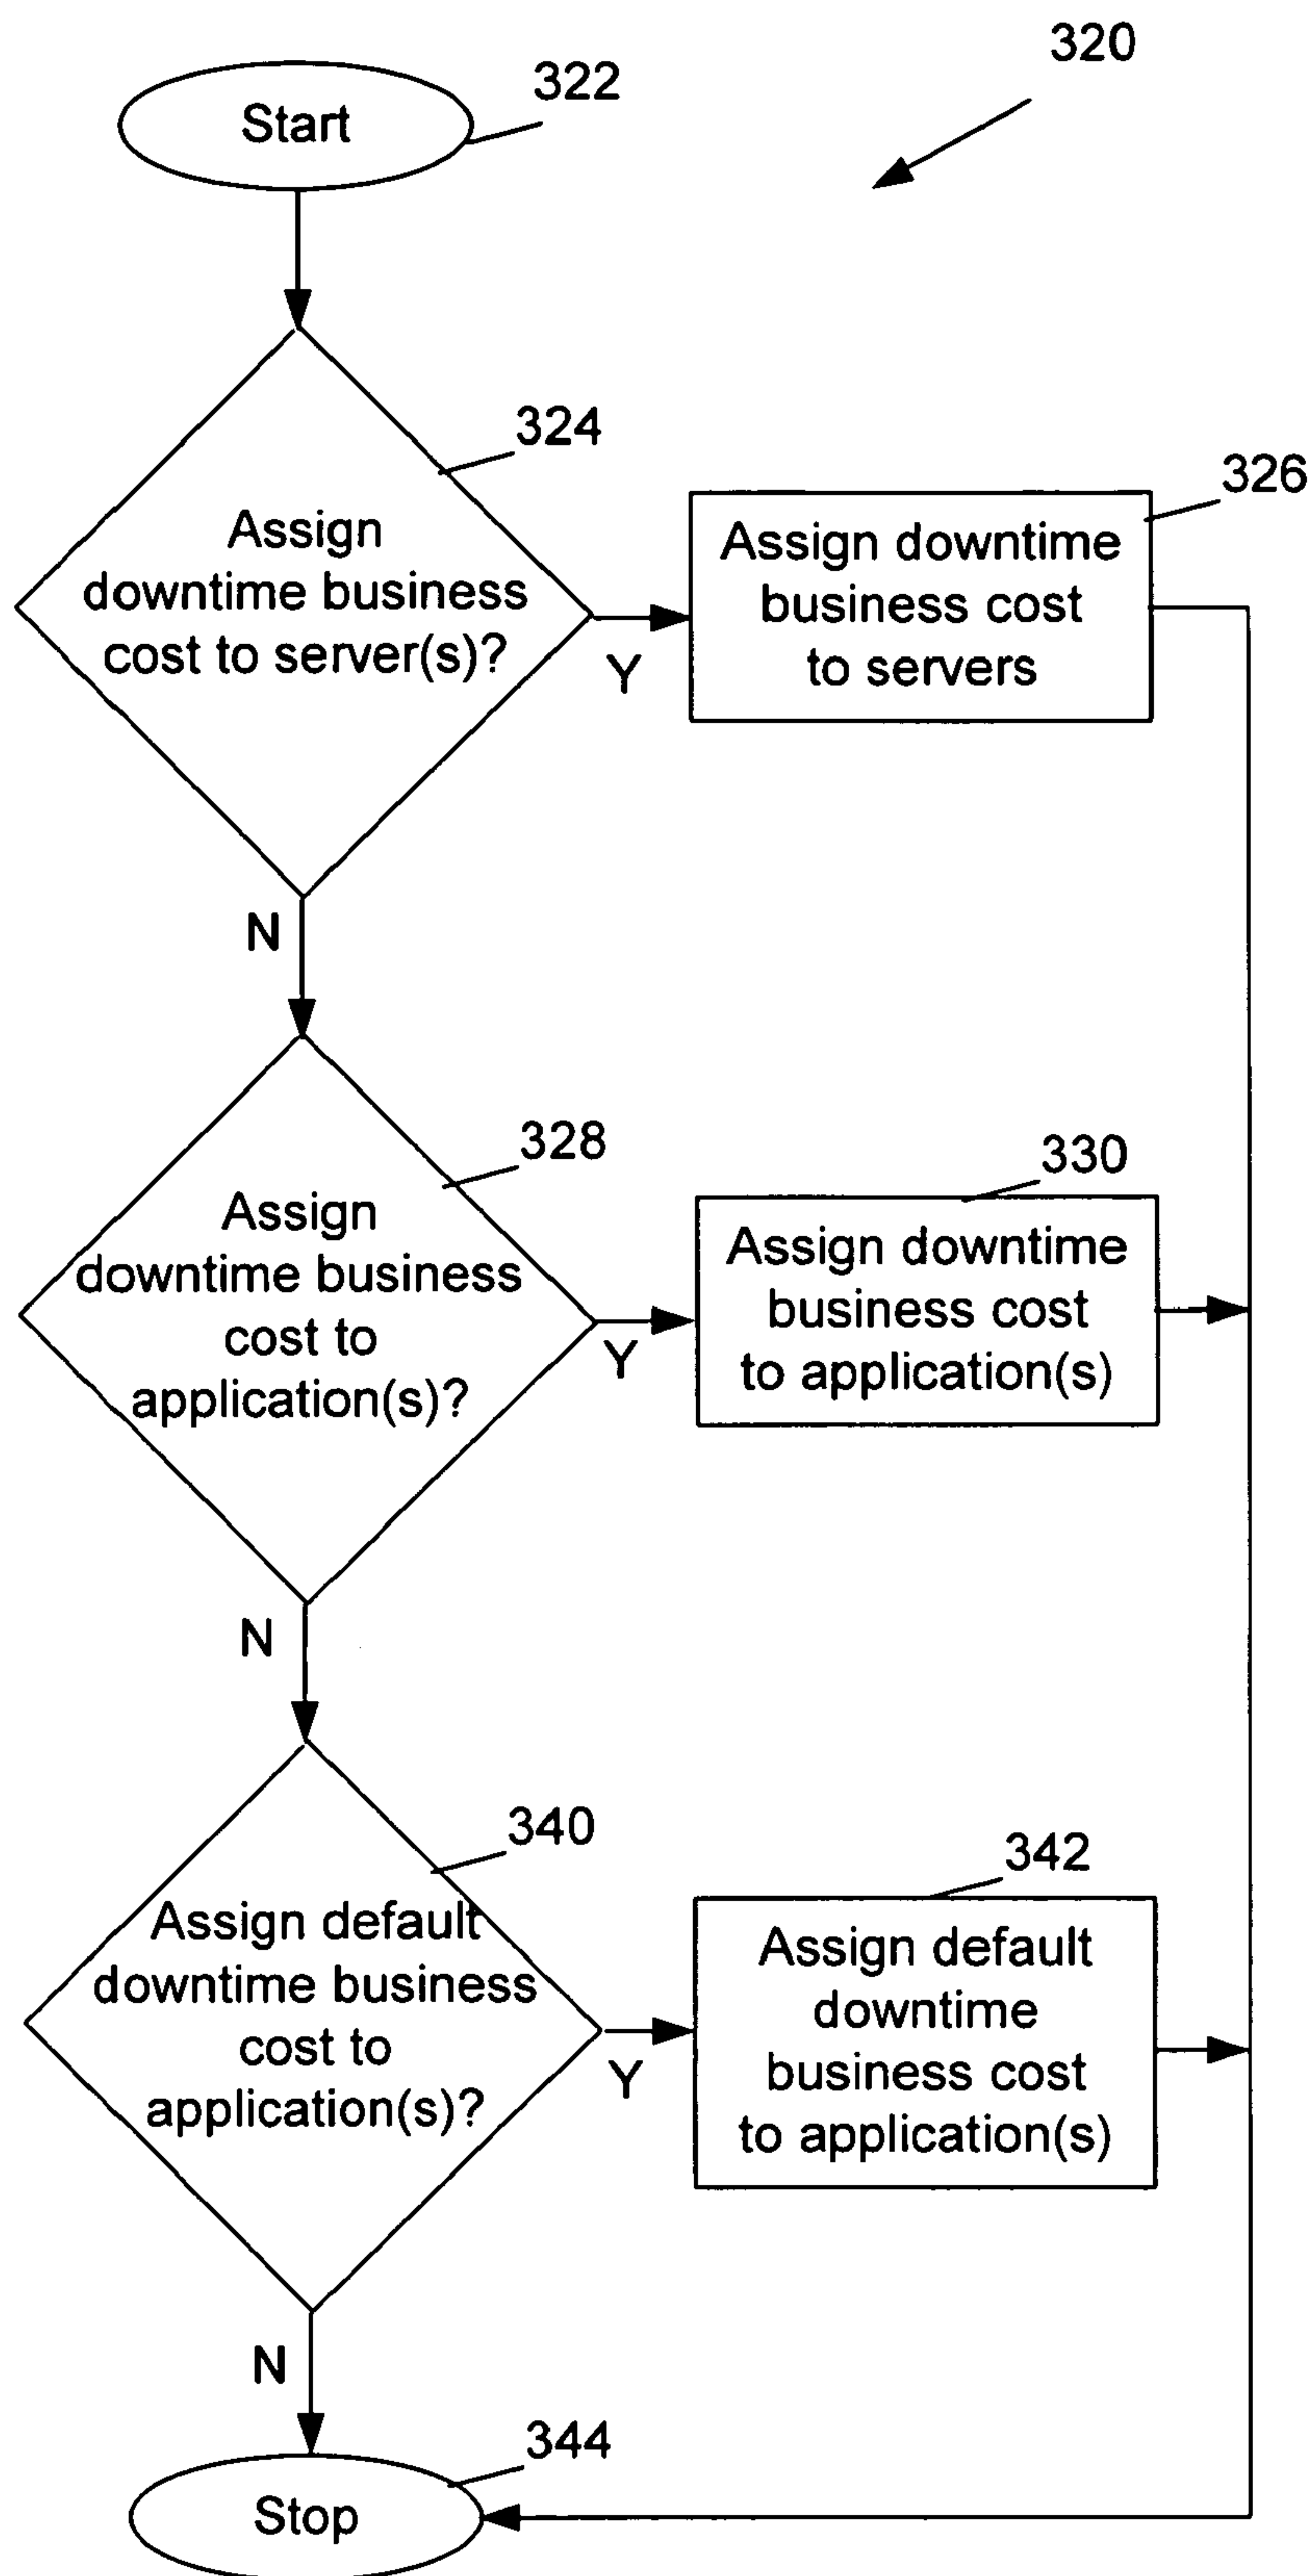 320
322
Start
324
Assign
downtime business
cost to server(s)?
Y
326
Assign downtime
business cost
to servers
N
328
Assign
downtime business
cost to
application(s)?
Y
330
Assign downtime
business cost
to application(s)
N
340
Assign default
downtime business
cost to
application(s)?
Y
342
Assign default
downtime
business cost
to application(s)
N
344
Stop